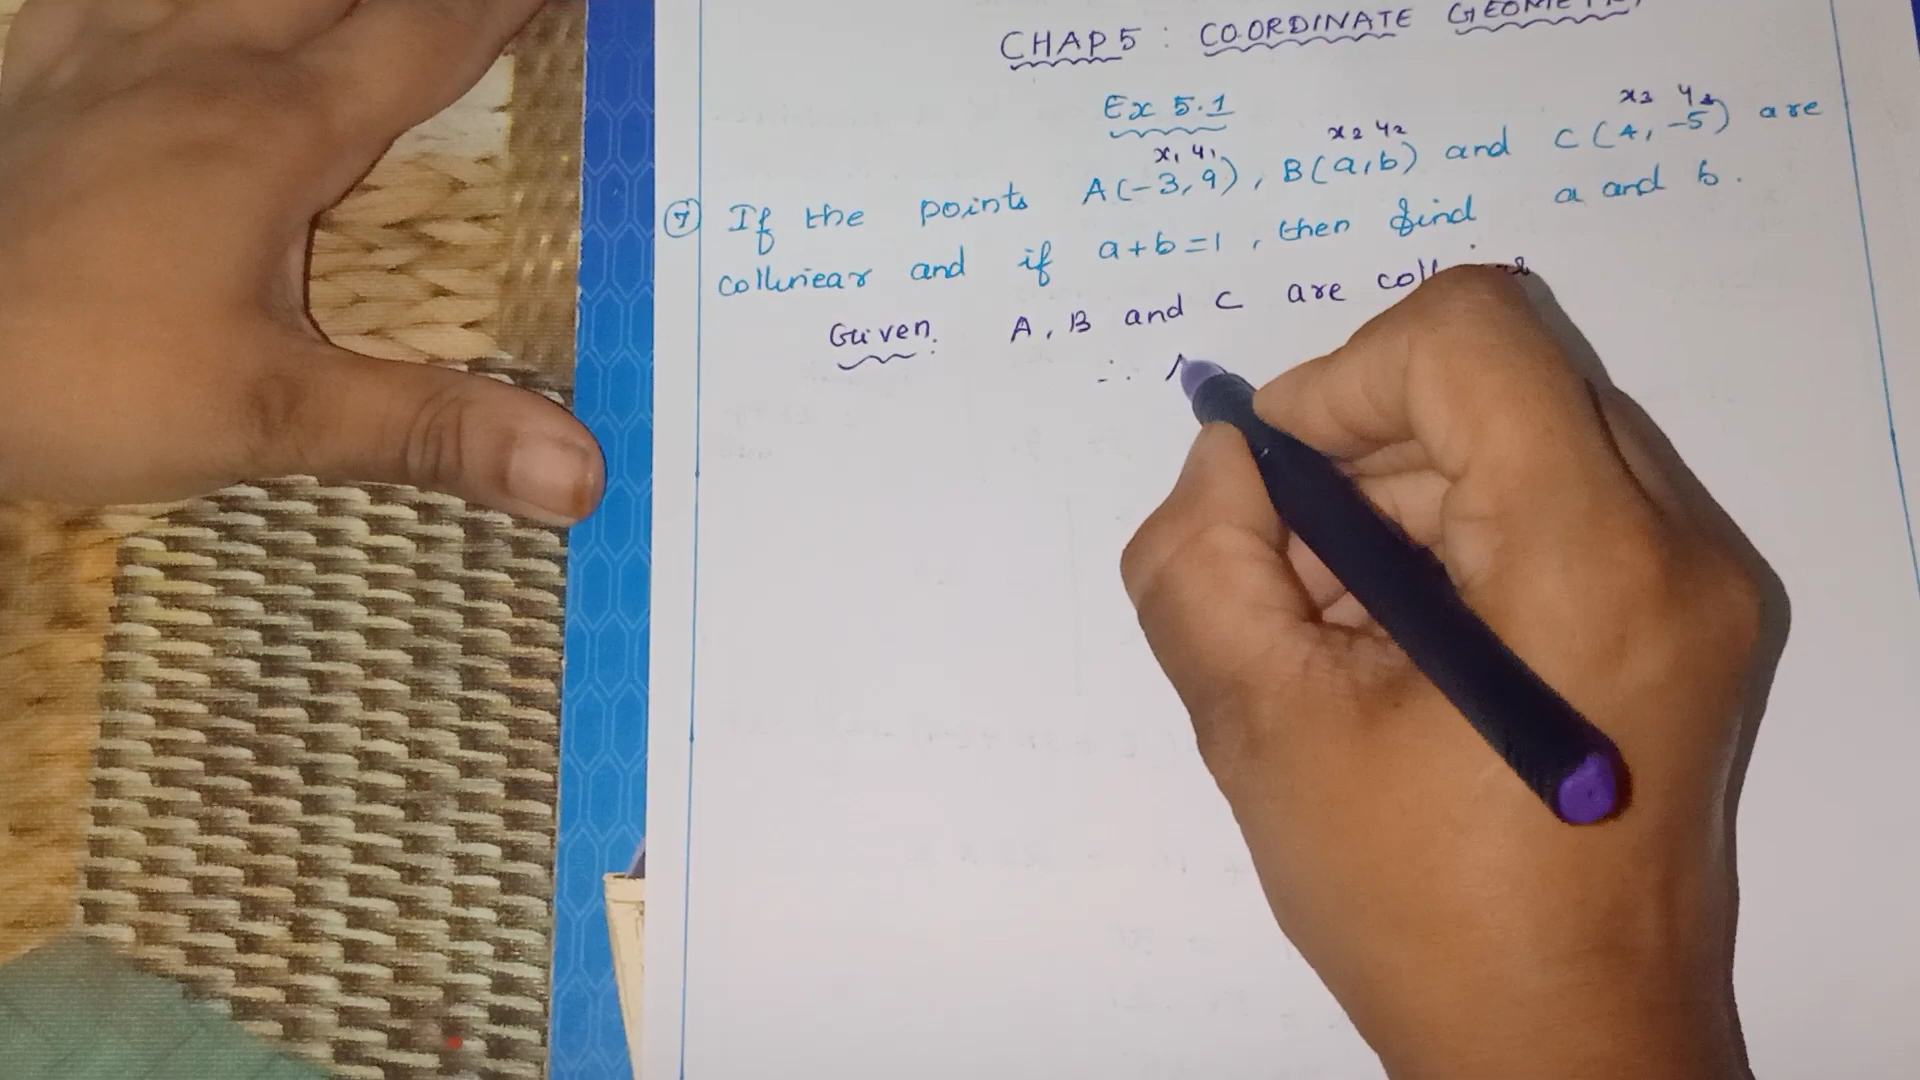 CHAP 5 : COORDINATE
Ex 5.1
x₁ y₁ x₂ y₂ x₃ y₃
⑦ If the points A(-3,9), B(a,b) and C(4,-5) are
collinear and if a+b=1, then find a and b.
Given: A, B and C are
∴